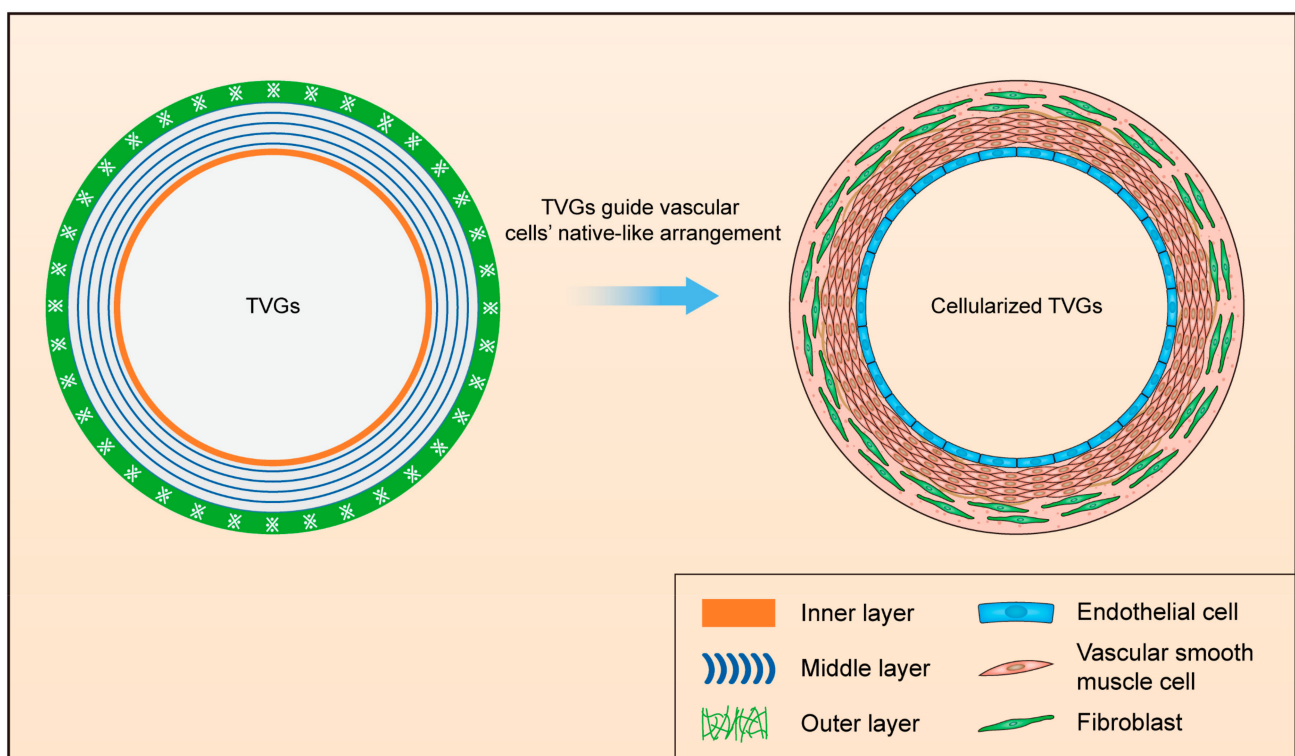 TVGs guide vascular
cells’ native-like arrangement
TVGs
Cellularized TVGs
Inner layer
Endothelial cell
Middle layer
Vascular smooth
muscle cell
Outer layer
Fibroblast